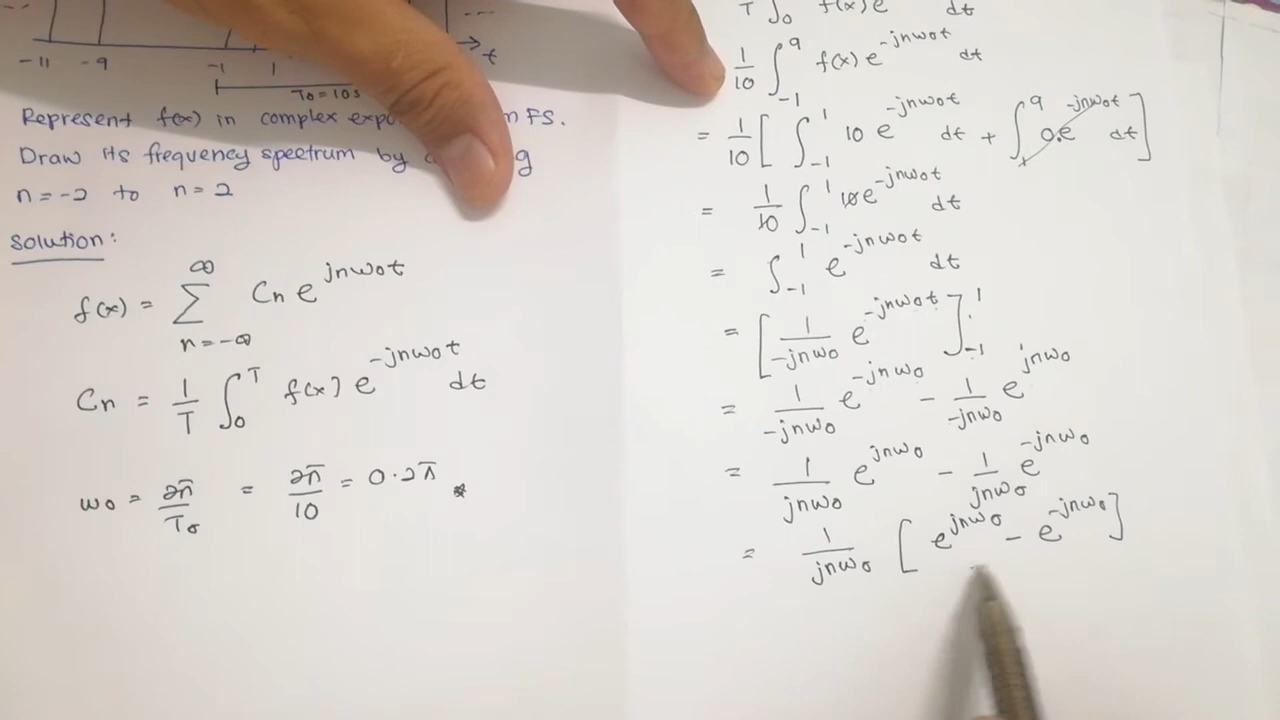 -- ---
-11 -9 -1 1 t
T₀ = 10s
Represent f(x) in complex FS.
Draw its frequency spectrum by
n = -2 to n = 2
solution:
f(x) = ∑_{n=-∞}^{∞} Cn e^{jnω₀t}
Cn = 1/T ∫₀^T f(x) e^{-jnω₀t} dt
ω₀ = 2π/T₀ = 2π/10 = 0.2π
T ∫₀ f(x) e dt
1/10 ∫_{-1}^{9} f(x) e^{-jnω₀t} dt
= 1/10 [ ∫_{-1}^{1} 10 e^{-jnω₀t} dt + ∫_{1}^{9} 0.e^{-jnω₀t} dt ]
= 1/10 ∫_{-1}^{1} 10e^{-jnω₀t} dt
= ∫_{-1}^{1} e^{-jnω₀t} dt
= [ 1/-jnω₀ e^{-jnω₀t} ]_{-1}^{1}
= 1/-jnω₀ e^{-jnω₀} - 1/-jnω₀ e^{jnω₀}
= 1/jnω₀ e^{jnω₀} - 1/jnω₀ e^{-jnω₀}
= 1/jnω₀ [ e^{jnω₀} - e^{-jnω₀} ]